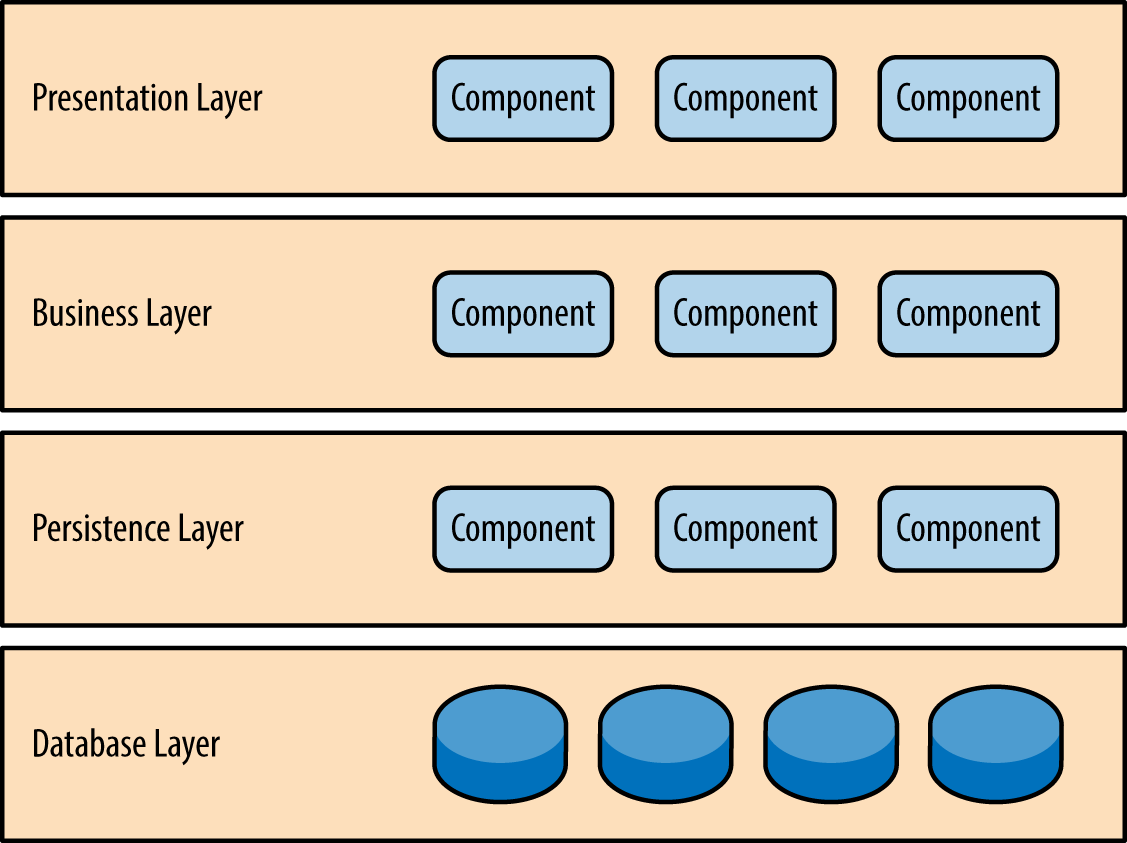 Presentation Layer
Component Component Component
Business Layer
Component Component Component
Persistence Layer
Component Component Component
Database Layer